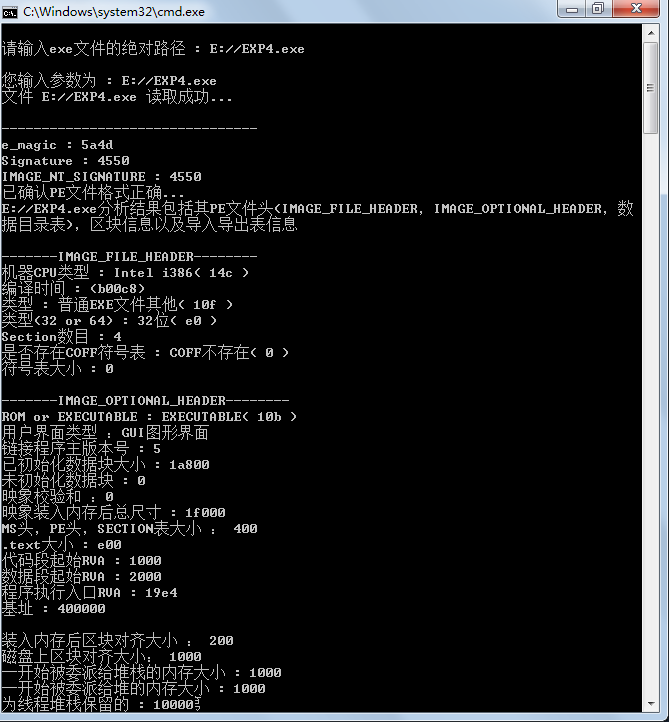 C:\Windows\system32\cmd.exe
请输入exe文件的绝对路径 : E://EXP4.exe
您输入参数为 : E://EXP4.exe
文件 E://EXP4.exe 读取成功...
--------------------------------
e_magic : 5a4d
Signature : 4550
IMAGE_NT_SIGNATURE : 4550
已确认PE文件格式正确...
E://EXP4.exe分析结果包括其PE文件头(IMAGE_FILE_HEADER, IMAGE_OPTIONAL_HEADER, 数
据目录表), 区块信息以及导入导出表信息
-------IMAGE_FILE_HEADER--------
机器CPU类型 : Intel i386( 14c )
编译时间 : (b00c8)
类型 : 普通EXE文件其他( 10f )
类型(32 or 64) : 32位( e0 )
Section数目 : 4
是否存在COFF符号表 : COFF不存在( 0 )
符号表大小 : 0
-------IMAGE_OPTIONAL_HEADER--------
ROM or EXECUTABLE : EXECUTABLE( 10b )
用户界面类型 : GUI图形界面
链接程序主版本号 : 5
已初始化数据块大小 : 1a800
未初始化数据块 : 0
映象校验和 : 0
映象装入内存后总尺寸 : 1f000
MS头, PE头, SECTION表大小 : 400
.text大小 : e00
代码段起始RVA : 1000
数据段起始RVA : 2000
程序执行入口RVA : 19e4
基址 : 400000
装入内存后区块对齐大小 : 200
磁盘上区块对齐大小: 1000
一开始被委派给堆栈的内存大小 : 1000
一开始被委派给堆的内存大小 : 1000
为线程堆栈保留的 : 10000